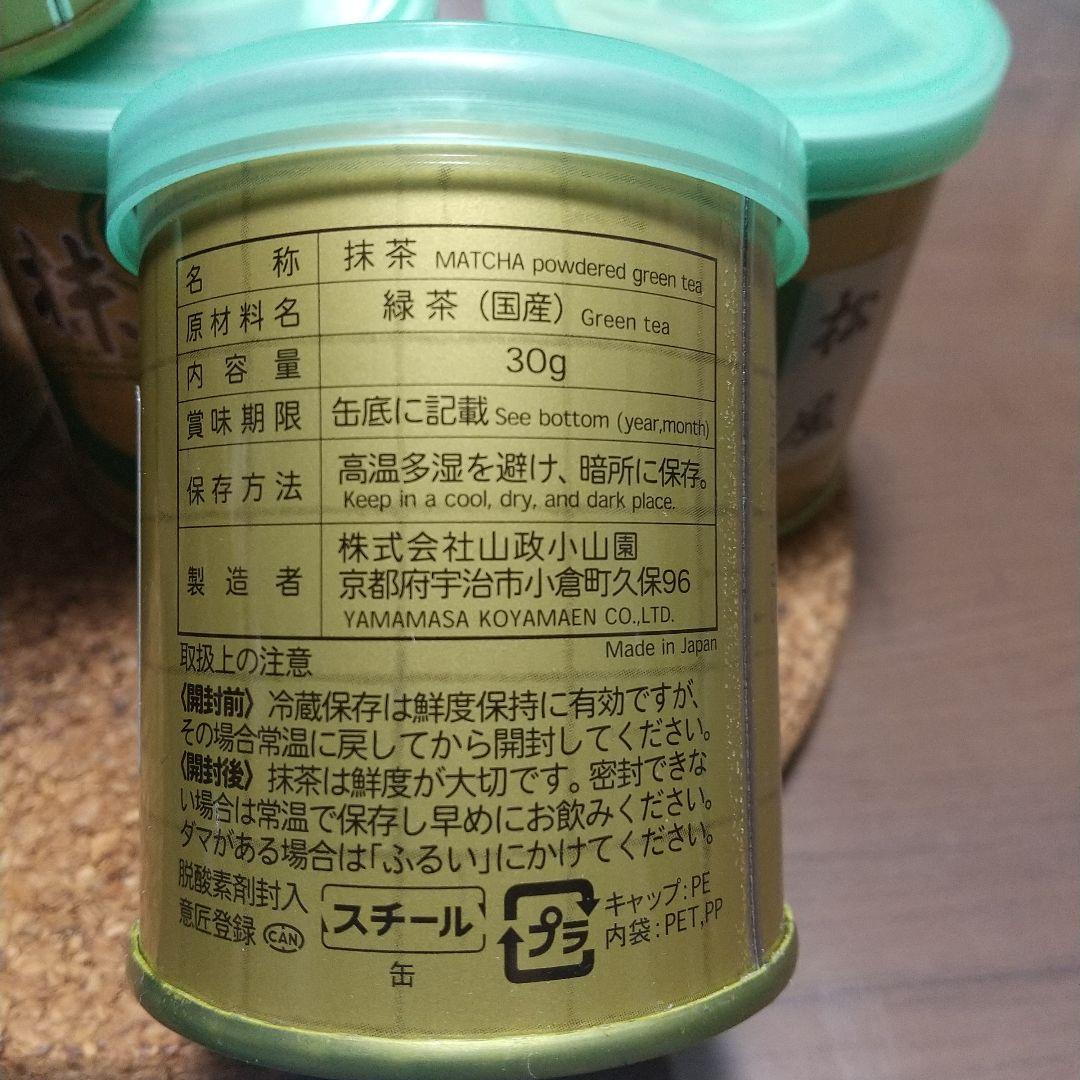 名称 抹茶 MATCHA powdered green tea
原材料名 緑茶（国産）Green tea
内容量 30g
賞味期限 缶底に記載 See bottom (year,month)
保存方法 高温多湿を避け、暗所に保存。
Keep in a cool, dry, and dark place.
製造者 株式会社山政小山園
京都府宇治市小倉町久保96
YAMAMASA KOYAMAEN CO.,LTD.
Made in Japan
取扱上の注意
〈開封前〉冷蔵保存は鮮度保持に有効ですが、
その場合常温に戻してから開封してください。
〈開封後〉抹茶は鮮度が大切です。密封できな
い場合は常温で保存し早めにお飲みください。
ダマがある場合は「ふるい」にかけてください。
脱酸素剤封入
意匠登録 CAN
スチール
缶
プラ
キャップ：PE
内袋：PET,PP
抹
松
風